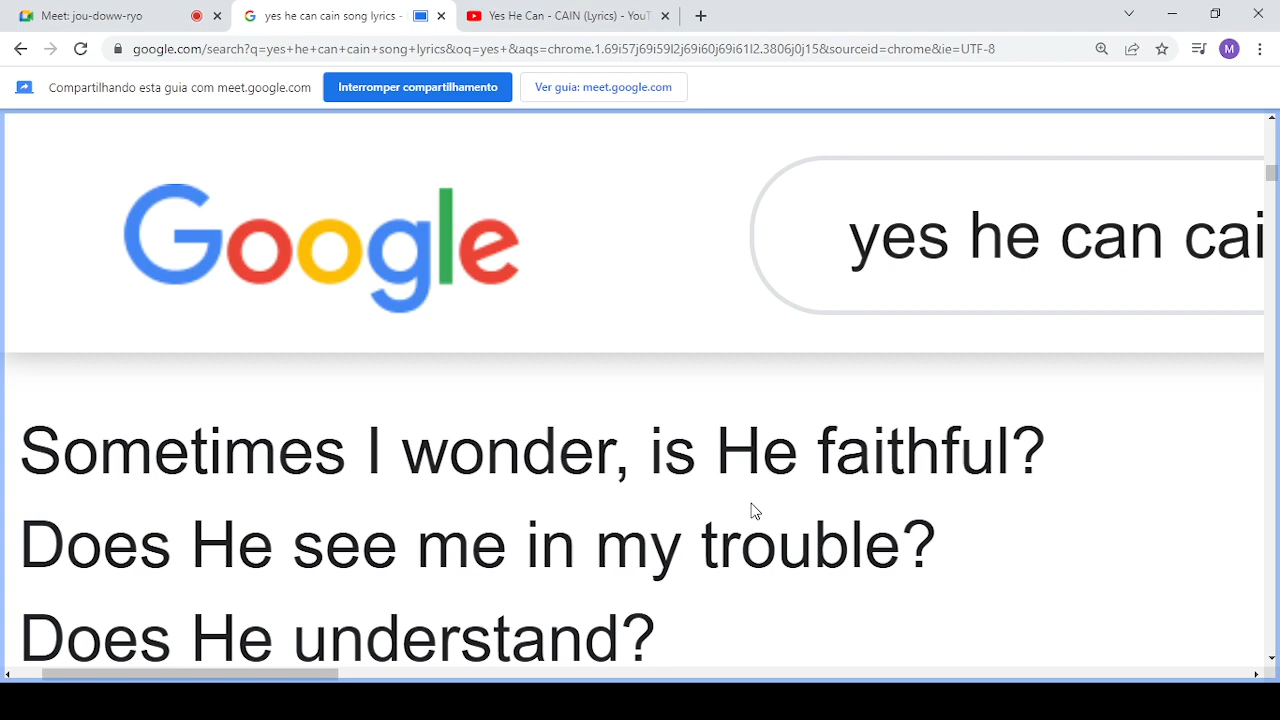 Meet: jou-doww-ryo
yes he can cain song lyrics -
Yes He Can - CAIN (Lyrics) - YouT
google.com/search?q=yes+he+can+cain+song+lyrics&oq=yes+&aqs=chrome.1.69i57j69i59l2j69i60j69i61l2.3806j0j15&sourceid=chrome&ie=UTF-8
M
Compartilhando esta guia com meet.google.com
Interromper compartilhamento
Ver guia: meet.google.com
Google
yes he can cai
Sometimes I wonder, is He faithful?
Does He see me in my trouble?
Does He understand?